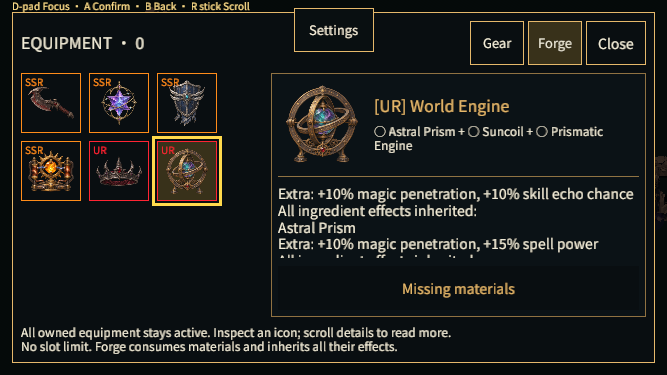 D-pad Focus • A Confirm • B Back • R stick Scroll
Settings
EQUIPMENT • 0
Gear
Forge
Close
SSR
SSR
SSR
SSR
UR
UR
[UR] World Engine
○ Astral Prism + ○ Suncoil + ○ Prismatic
Engine
Extra: +10% magic penetration, +10% skill echo chance
All ingredient effects inherited:
Astral Prism
Extra: +10% magic penetration, +15% spell power
Missing materials
All owned equipment stays active. Inspect an icon; scroll details to read more.
No slot limit. Forge consumes materials and inherits all their effects.